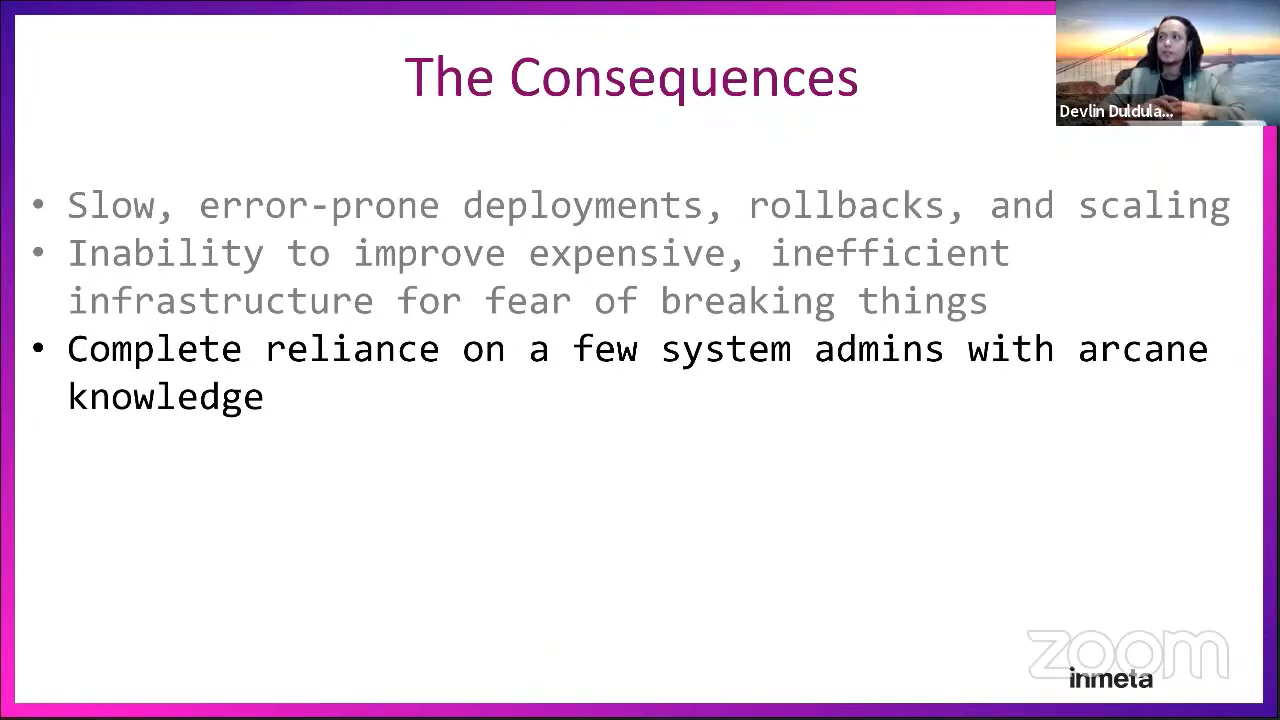 The Consequences
Devlin Duldula...
• Slow, error-prone deployments, rollbacks, and scaling
• Inability to improve expensive, inefficient
infrastructure for fear of breaking things
• Complete reliance on a few system admins with arcane
knowledge
zoom
inmeta